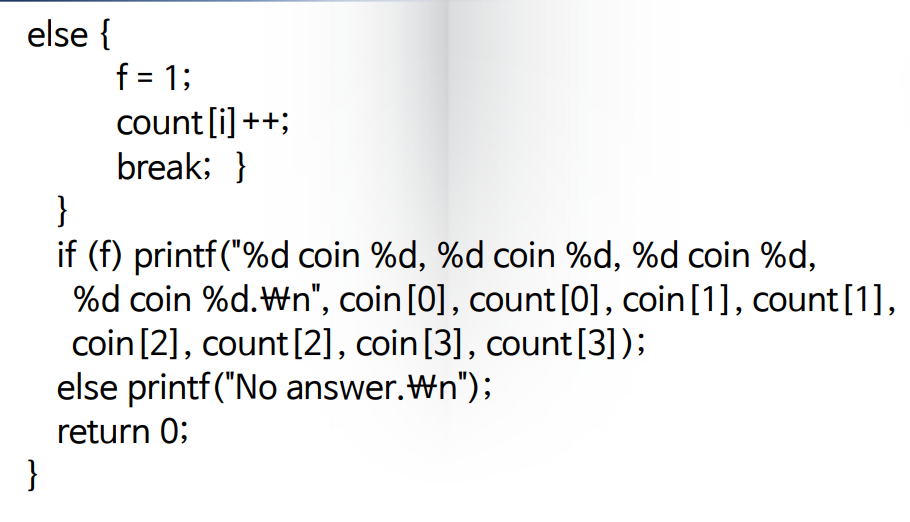 else {
f = 1;
count[i]++;
break; }
}
if (f) printf("%d coin %d, %d coin %d, %d coin %d,
%d coin %d.₩n", coin[0], count[0], coin[1], count[1],
coin[2], count[2], coin[3], count[3]);
else printf("No answer.₩n");
return 0;
}